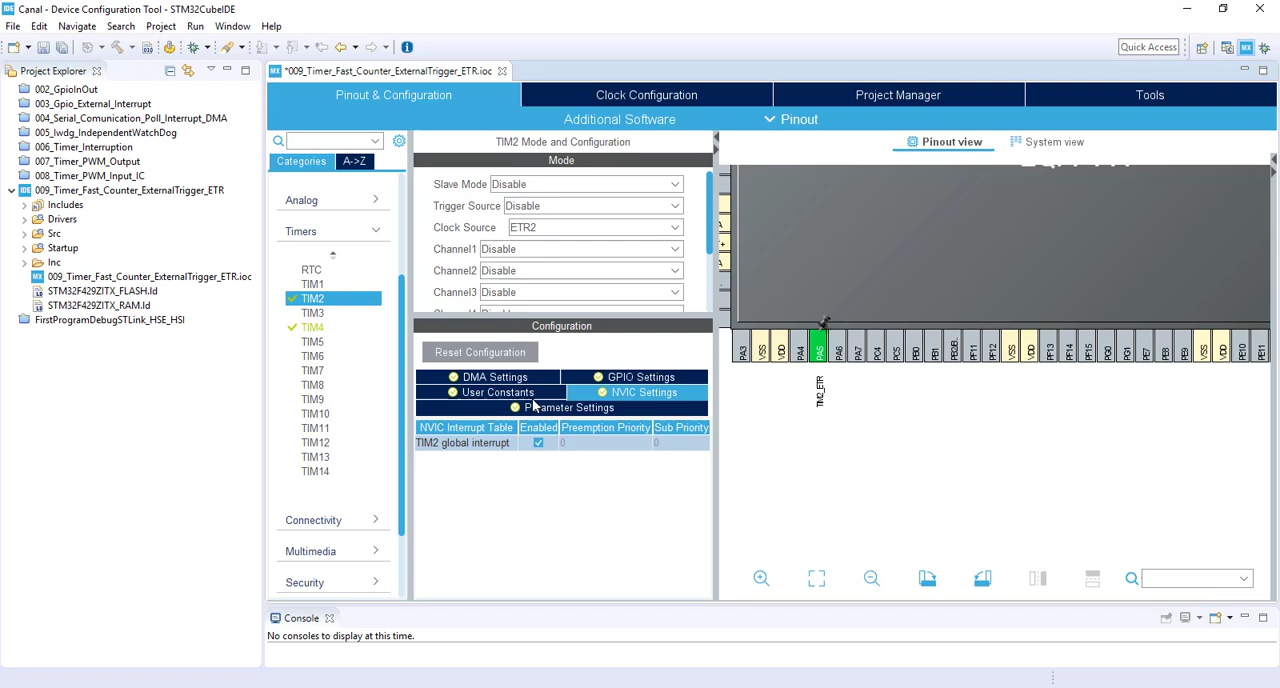 Canal - Device Configuration Tool - STM32CubeIDE
File Edit Navigate Search Project Run Window Help
Quick Access
Project Explorer
002_GpioInOut
003_Gpio_External_Interrupt
004_Serial_Comunication_Poll_Interrupt_DMA
005_Iwdg_IndependentWatchDog
006_Timer_Interruption
007_Timer_PWM_Output
008_Timer_PWM_Input_IC
009_Timer_Fast_Counter_ExternalTrigger_ETR
Includes
Drivers
Src
Startup
Inc
009_Timer_Fast_Counter_ExternalTrigger_ETR.ioc
STM32F429ZITX_FLASH.ld
STM32F429ZITX_RAM.ld
FirstProgramDebugSTLink_HSE_HSI
*009_Timer_Fast_Counter_ExternalTrigger_ETR.ioc
Pinout & Configuration Clock Configuration Project Manager Tools
Additional Software Pinout
Categories A->Z
Analog
Timers
RTC
TIM1
TIM2
TIM3
TIM4
TIM5
TIM6
TIM7
TIM8
TIM9
TIM10
TIM11
TIM12
TIM13
TIM14
Connectivity
Multimedia
Security
TIM2 Mode and Configuration
Mode
Slave Mode Disable
Trigger Source Disable
Clock Source ETR2
Channel1 Disable
Channel2 Disable
Channel3 Disable
Configuration
Reset Configuration
DMA Settings GPIO Settings
User Constants NVIC Settings
Parameter Settings
NVIC Interrupt Table Enabled Preemption Priority Sub Priority
TIM2 global interrupt 0 0
Pinout view System view
PA3 VSS VDD PA4 PA5 PA6 PA7 PC4 PC5 PB0 PB1 PB2/B.. PF11 PF12 VSS VDD PF13 PF14 PF15 PG0 PG1 PE7 PE8 PE9 VSS VDD PE10 PE11
TIM2_ETR
Console
No consoles to display at this time.